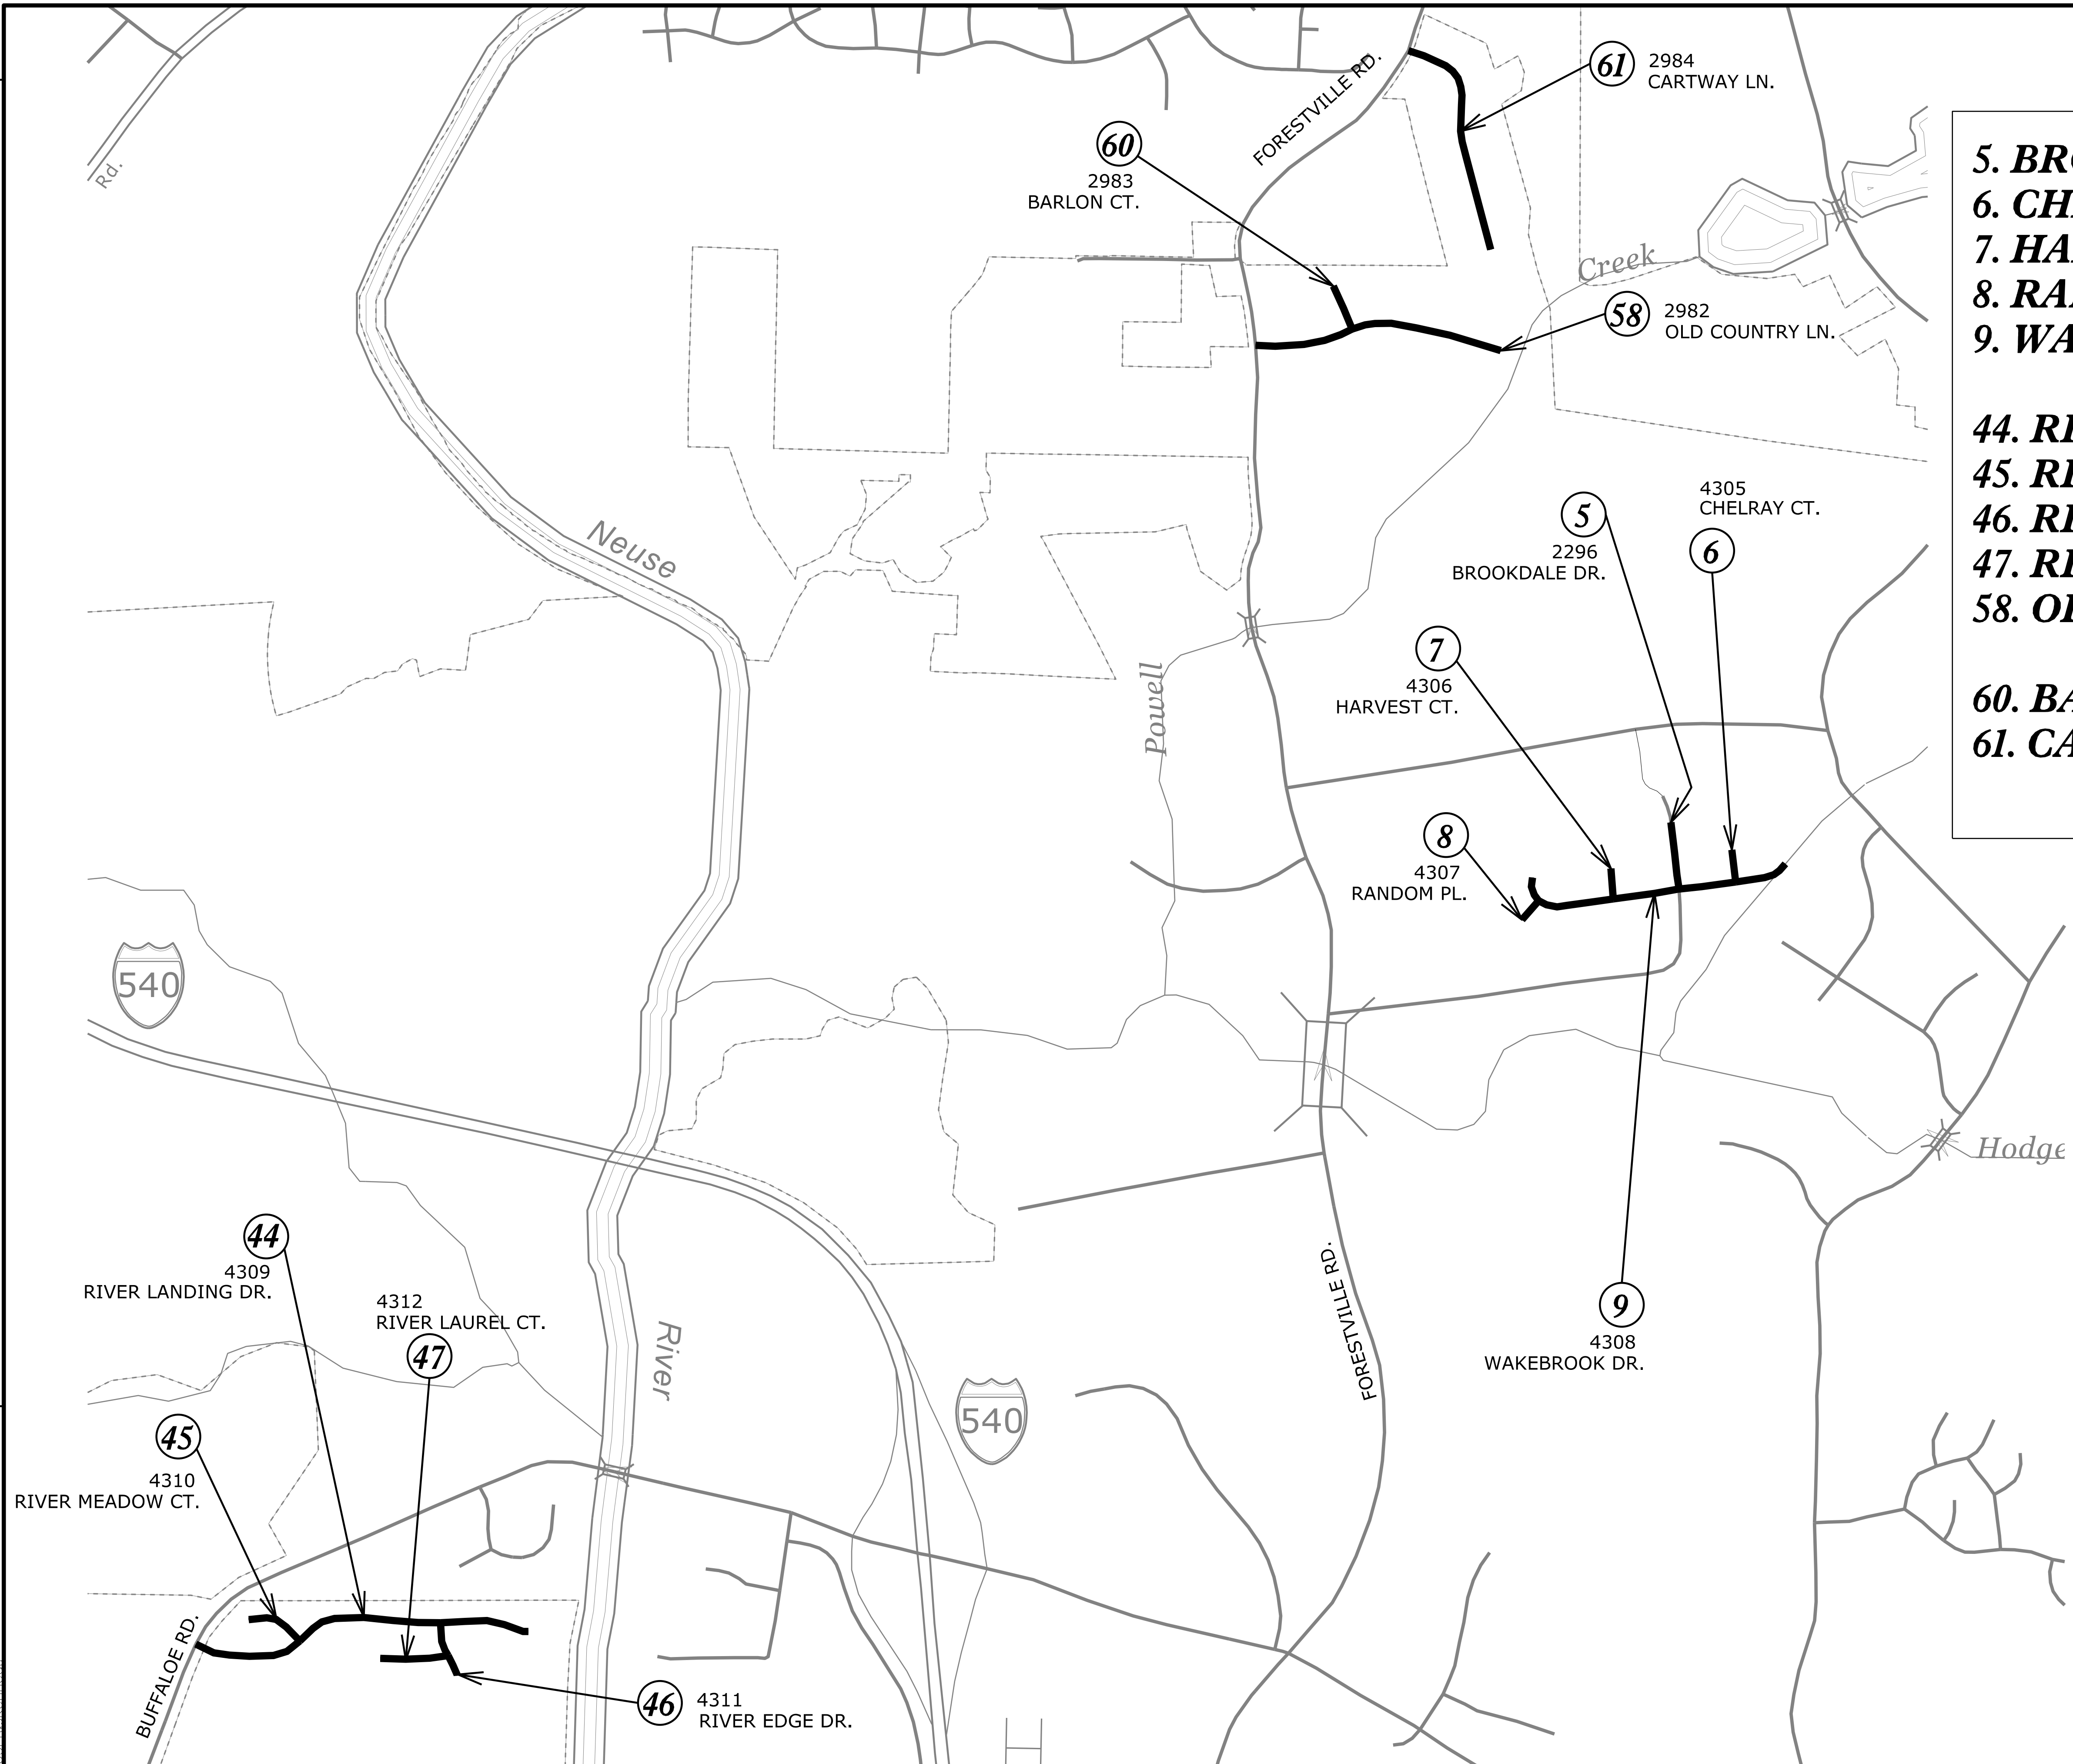 FORESTVILLE RD.
61
2984
CARTWAY LN.
60
2983
BARLON CT.
Rd.
Creek
58
2982
OLD COUNTRY LN.
Neuse
5
2296
BROOKDALE DR.
4305
CHELRAY CT.
6
7
4306
HARVEST CT.
Powell
8
4307
RANDOM PL.
540
Hodge
44
4309
RIVER LANDING DR.
4312
RIVER LAUREL CT.
47
River
FORESTVILLE RD.
9
4308
WAKEBROOK DR.
540
45
4310
RIVER MEADOW CT.
BUFFALOE RD.
46
4311
RIVER EDGE DR.
5. BRO
6. CH
7. HA
8. RA
9. WA
44. RI
45. RI
46. RI
47. RI
58. OL
60. BA
61. CA